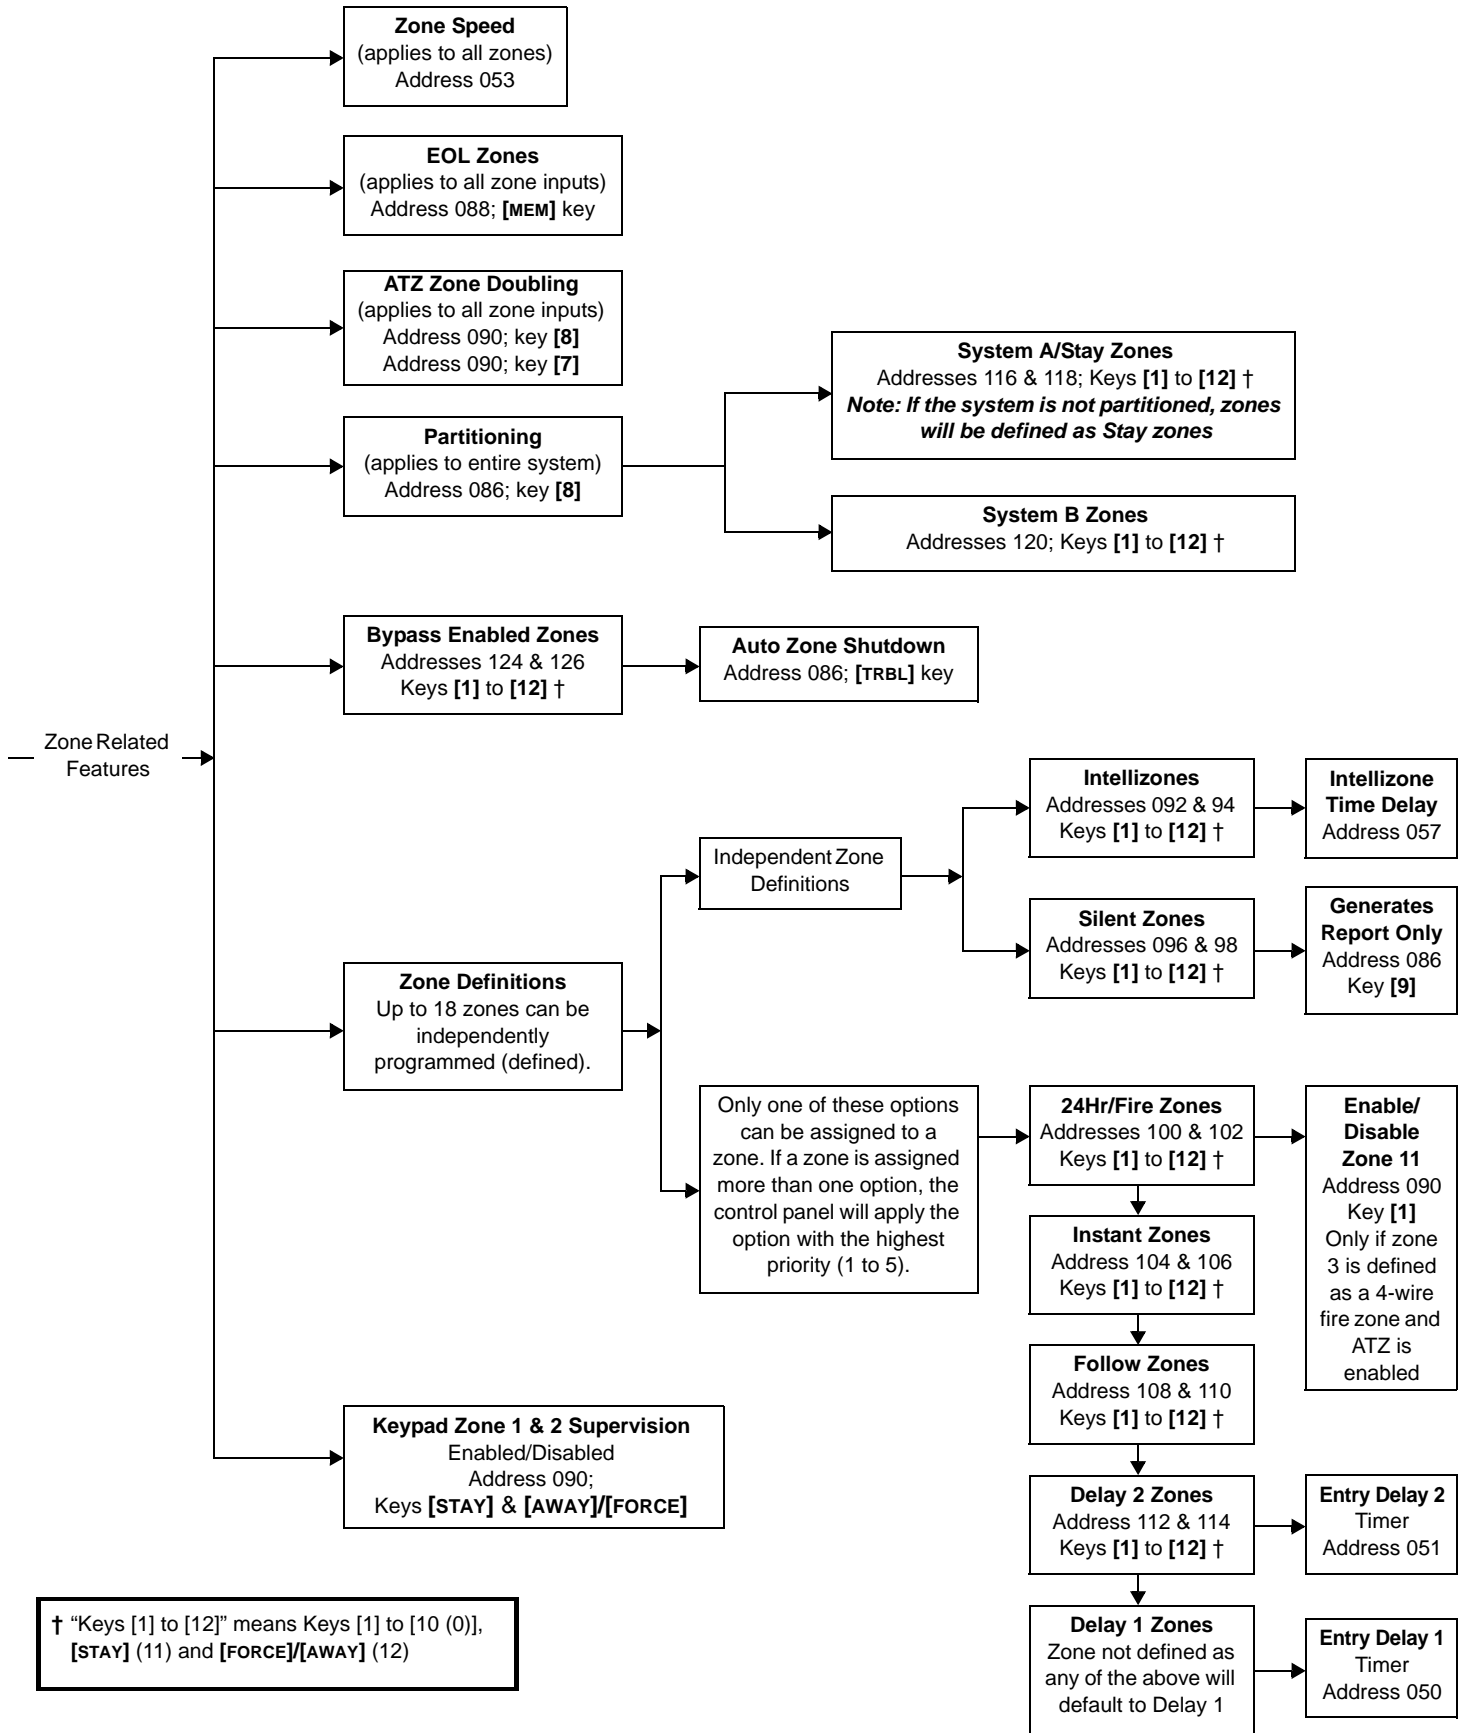 Zone Speed
(applies to all zones)
Address 053
EOL Zones
(applies to all zone inputs)
Address 088; [MEM] key
ATZ Zone Doubling
(applies to all zone inputs)
Address 090; key [8]
Address 090; key [7]
Partitioning
(applies to entire system)
Address 086; key [8]
System A/Stay Zones
Addresses 116 & 118; Keys [1] to [12] †
Note: If the system is not partitioned, zones
will be defined as Stay zones
System B Zones
Addresses 120; Keys [1] to [12] †
Bypass Enabled Zones
Addresses 124 & 126
Keys [1] to [12] †
Auto Zone Shutdown
Address 086; [TRBL] key
Zone Related
Features
Zone Definitions
Up to 18 zones can be
independently
programmed (defined).
Independent Zone
Definitions
Intellizones
Addresses 092 & 94
Keys [1] to [12] †
Intellizone
Time Delay
Address 057
Silent Zones
Addresses 096 & 98
Keys [1] to [12] †
Generates
Report Only
Address 086
Key [9]
Only one of these options
can be assigned to a
zone. If a zone is assigned
more than one option, the
control panel will apply the
option with the highest
priority (1 to 5).
24Hr/Fire Zones
Addresses 100 & 102
Keys [1] to [12] †
Enable/
Disable
Zone 11
Address 090
Key [1]
Only if zone
3 is defined
as a 4-wire
fire zone and
ATZ is
enabled
Instant Zones
Address 104 & 106
Keys [1] to [12] †
Follow Zones
Address 108 & 110
Keys [1] to [12] †
Delay 2 Zones
Address 112 & 114
Keys [1] to [12] †
Entry Delay 2
Timer
Address 051
Delay 1 Zones
Zone not defined as
any of the above will
default to Delay 1
Entry Delay 1
Timer
Address 050
Keypad Zone 1 & 2 Supervision
Enabled/Disabled
Address 090;
Keys [STAY] & [AWAY]/[FORCE]
† “Keys [1] to [12]” means Keys [1] to [10 (0)],
[STAY] (11) and [FORCE]/[AWAY] (12)